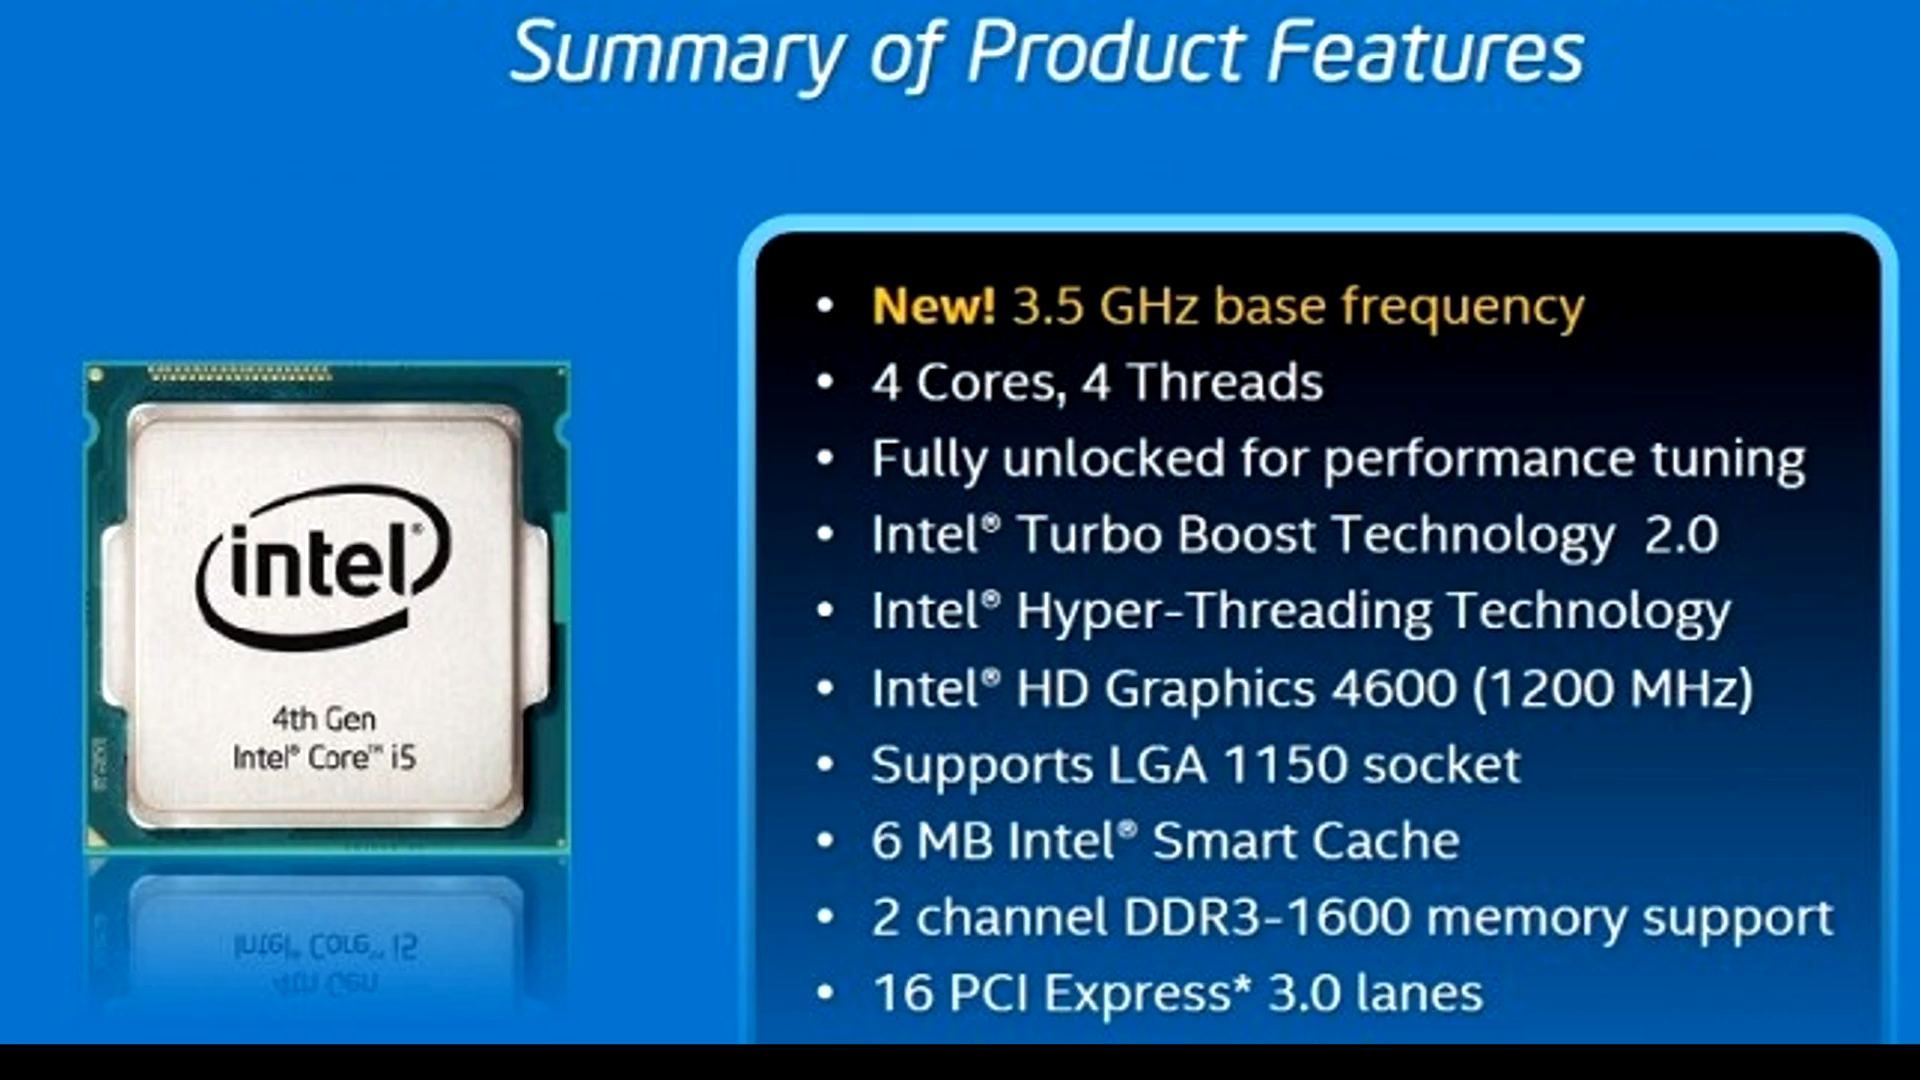 Summary of Product Features
• New! 3.5 GHz base frequency
• 4 Cores, 4 Threads
• Fully unlocked for performance tuning
• Intel® Turbo Boost Technology 2.0
• Intel® Hyper-Threading Technology
• Intel® HD Graphics 4600 (1200 MHz)
• Supports LGA 1150 socket
• 6 MB Intel® Smart Cache
• 2 channel DDR3-1600 memory support
• 16 PCI Express* 3.0 lanes
intel®
4th Gen
Intel® Core™ i5